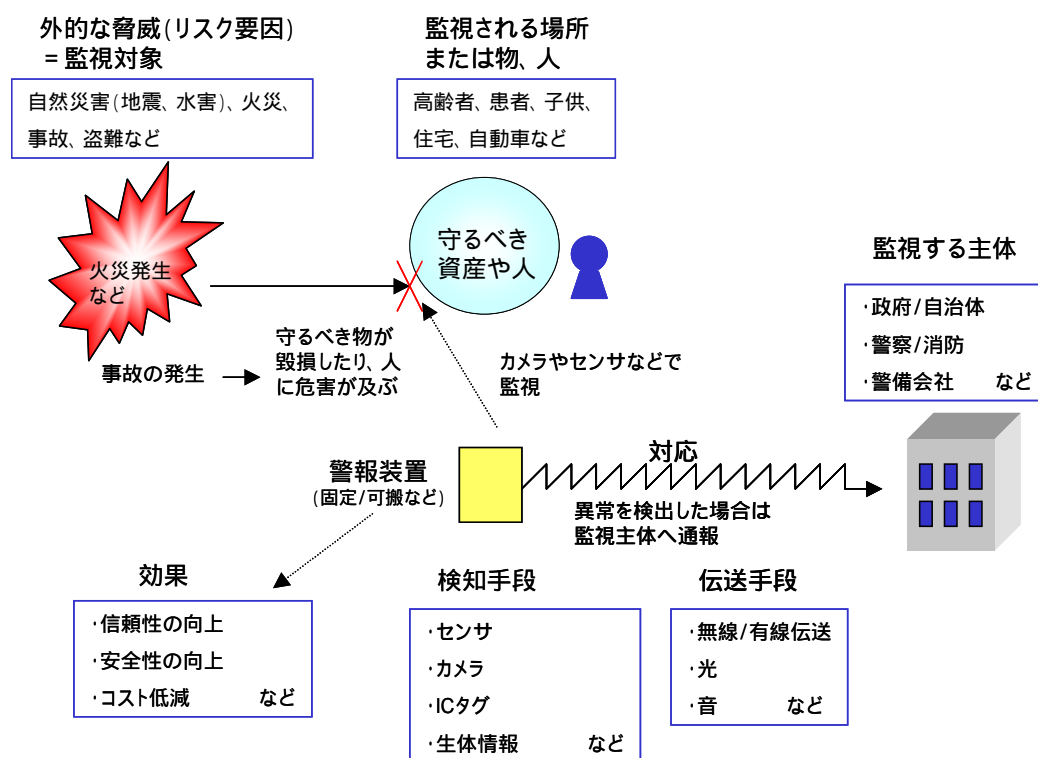 外的な脅威(リスク要因)
=監視対象
自然災害(地震、水害)、火災、
事故、盗難など
監視される場所
または物、人
高齢者、患者、子供、
住宅、自動車など
火災発生
など
守るべき
資産や人
事故の発生
守るべき物が
毀損したり、人
に危害が及ぶ
カメラやセンサなどで
監視
監視する主体
・政府/自治体
・警察/消防
・警備会社 など
警報装置
(固定/可搬など)
対応
異常を検出した場合は
監視主体へ通報
効果
・信頼性の向上
・安全性の向上
・コスト低減 など
検知手段
・センサ
・カメラ
・ICタグ
・生体情報 など
伝送手段
・無線/有線伝送
・光
・音 など